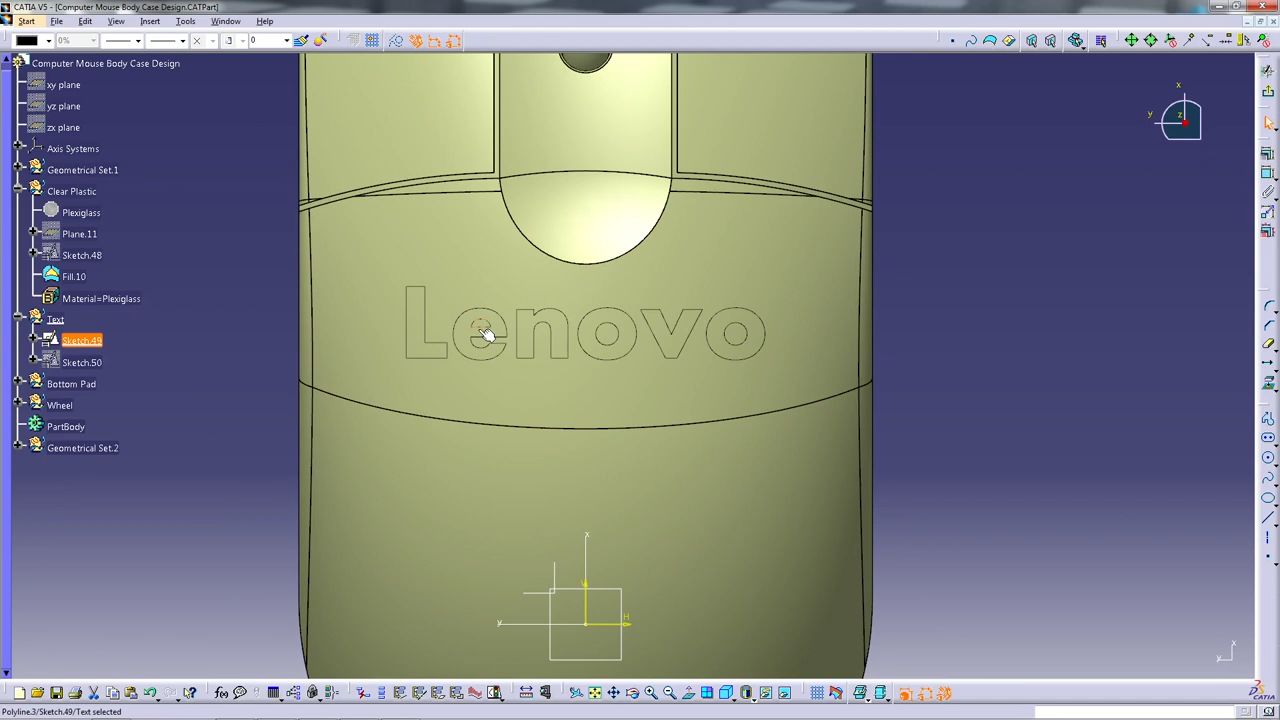 CATIA V5 - [Computer Mouse Body Case Design.CATPart]
Start File Edit View Insert Tools Window Help
0% 0
Computer Mouse Body Case Design
xy plane
yz plane
zx plane
Axis Systems
Geometrical Set.1
Clear Plastic
Plexiglass
Plane.11
Sketch.48
Fill.10
Material=Plexiglass
Text
Sketch.49
Sketch.50
Bottom Pad
Wheel
PartBody
Geometrical Set.2
x
y z
Lenovo
x
V
y H
x
y
Polyline.3/Sketch.49/Text selected